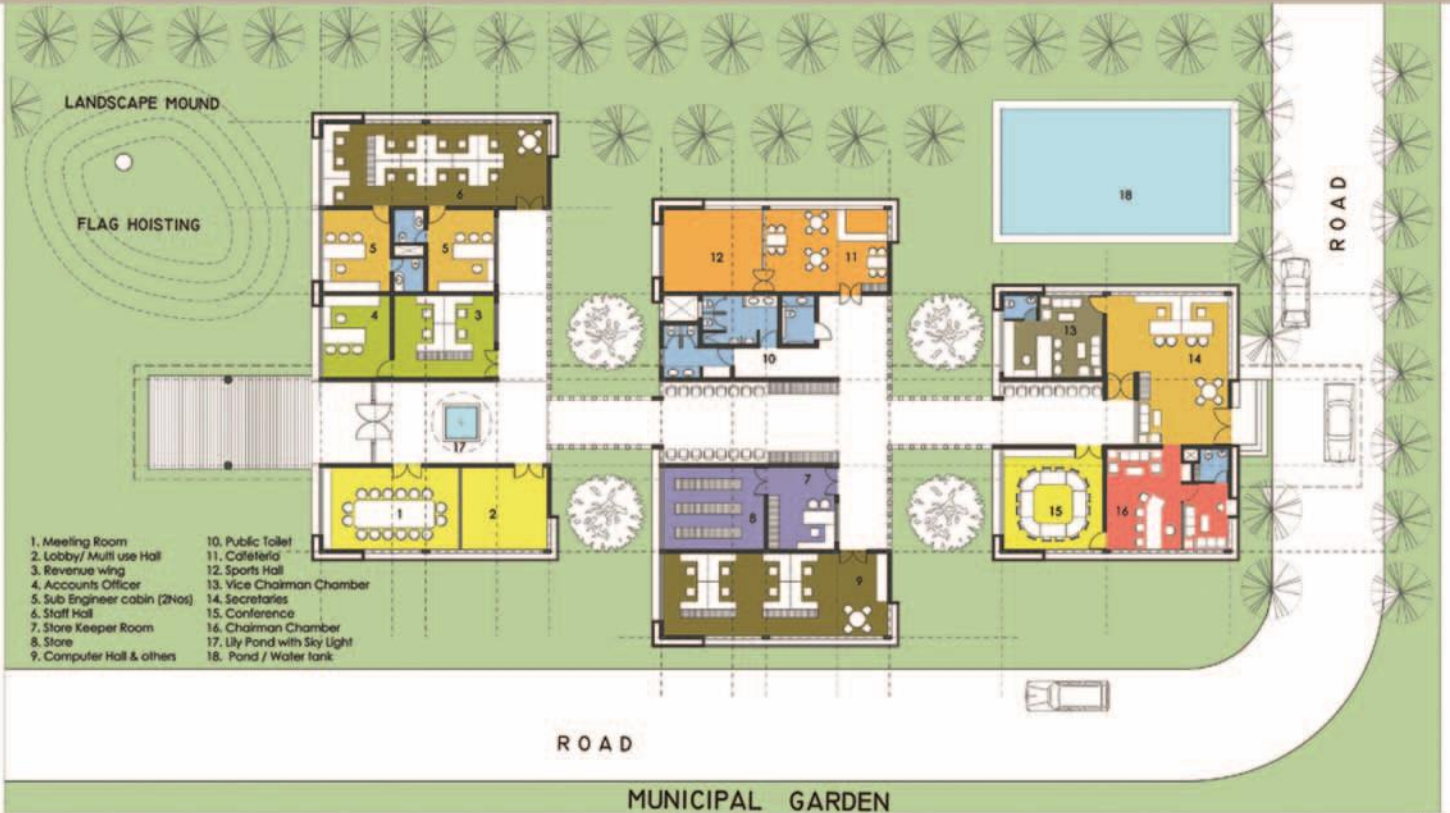 LANDSCAPE MOUND
FLAG HOISTING
6
5
5
4
3
17
1
2
12
11
10
8
7
9
18
13
14
15
16
ROAD
1. Meeting Room
2. Lobby/ Multi use Hall
3. Revenue wing
4. Accounts Officer
5. Sub Engineer cabin (2Nos)
6. Staff Hall
7. Store Keeper Room
8. Store
9. Computer Hall & others
10. Public Toilet
11. Cafeteria
12. Sports Hall
13. Vice Chairman Chamber
14. Secretaries
15. Conference
16. Chairman Chamber
17. Lily Pond with Sky Light
18. Pond / Water tank
ROAD
MUNICIPAL GARDEN